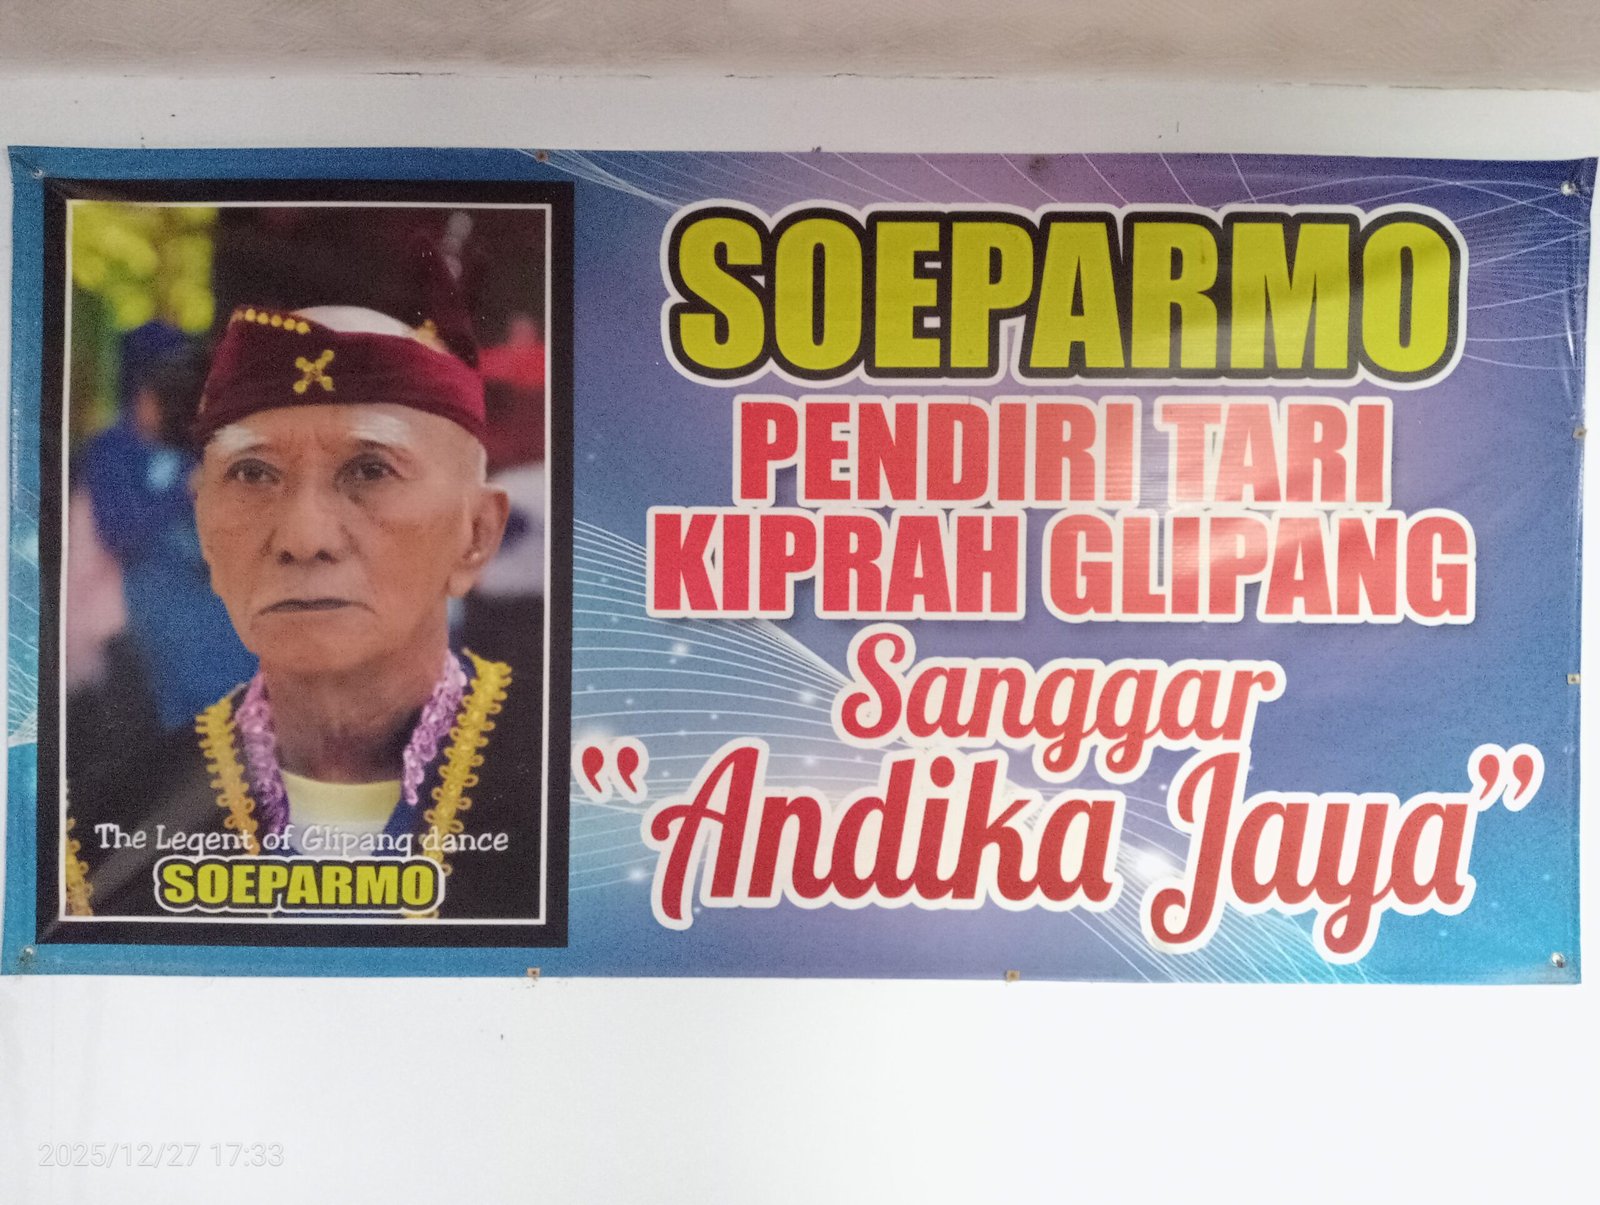 SOEPARMO
PENDIRI TARI
KIPRAH GLIPANG
Sanggar
"Andika Jaya"
The Legent of Glipang dance
SOEPARMO
2025/12/27 17:33